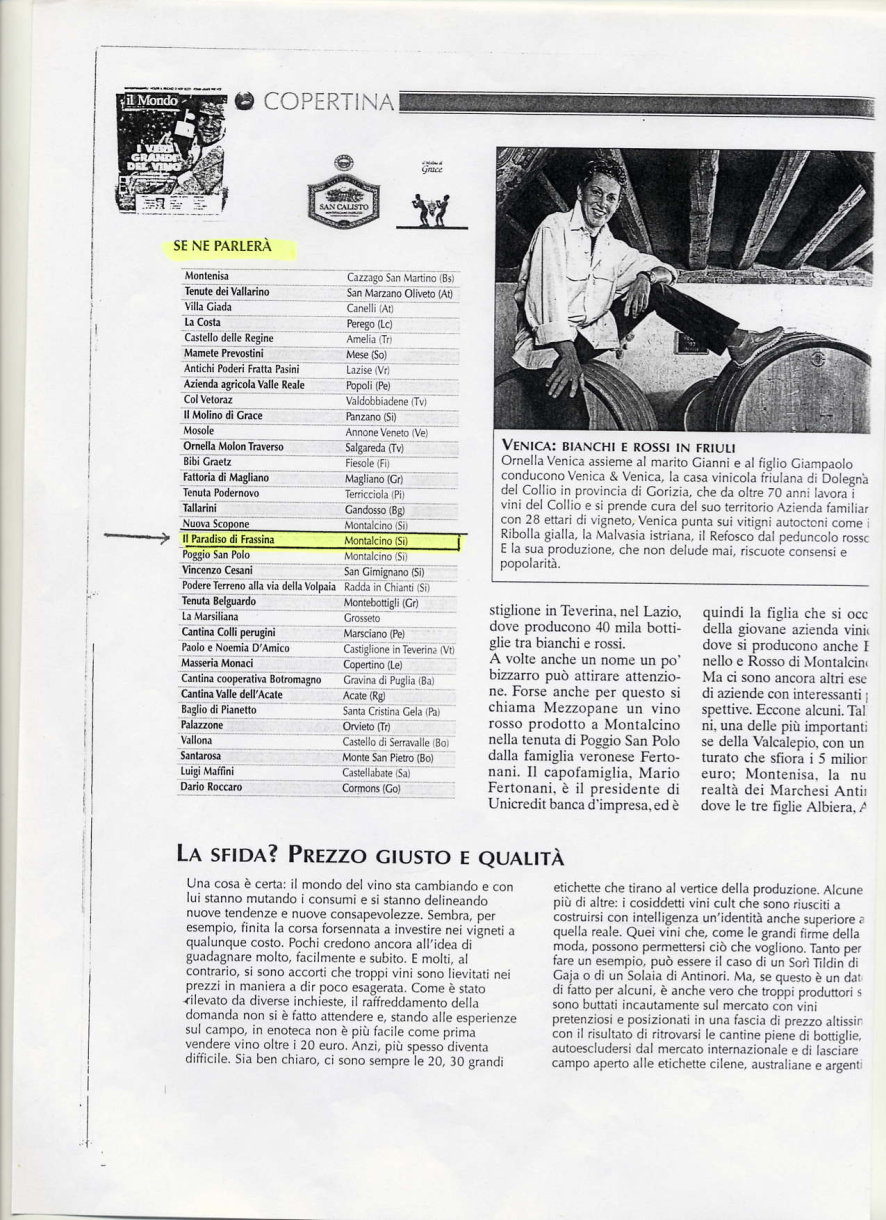 il Mondo
COPERTINA
I VERI
GRANDI
DEL VINO
SAN CALISTO
Grace
SE NE PARLERÀ
Montenisa Cazzago San Martino (Bs)
Tenute dei Vallarino San Marzano Oliveto (At)
Villa Giada Canelli (At)
La Costa Perego (Lc)
Castello delle Regine Amelia (Tr)
Mamete Prevostini Mese (So)
Antichi Poderi Fratta Pasini Lazise (Vr)
Azienda agricola Valle Reale Popoli (Pe)
Col Vetoraz Valdobbiadene (Tv)
Il Molino di Grace Panzano (Si)
Mosole Annone Veneto (Ve)
Ornella Molon Traverso Salgareda (Tv)
Bibi Graetz Fiesole (Fi)
Fattoria di Magliano Magliano (Gr)
Tenuta Podernovo Terricciola (Pi)
Tallarini Gandosso (Bg)
Nuova Scopone Montalcino (Si)
Il Paradiso di Frassina Montalcino (Si)
Poggio San Polo Montalcino (Si)
Vincenzo Cesani San Gimignano (Si)
Podere Terreno alla via della Volpaia Radda in Chianti (Si)
Tenuta Belguardo Montebottigli (Gr)
La Marsiliana Grosseto
Cantina Colli perugini Marsciano (Pe)
Paolo e Noemia D'Amico Castiglione in Teverina (Vt)
Masseria Monaci Copertino (Le)
Cantina cooperativa Botromagno Gravina di Puglia (Ba)
Cantina Valle dell'Acate Acate (Rg)
Baglio di Pianetto Santa Cristina Gela (Pa)
Palazzone Orvieto (Tr)
Vallona Castello di Serravalle (Bo)
Santarosa Monte San Pietro (Bo)
Luigi Maffini Castellabate (Sa)
Dario Roccaro Cormons (Go)
VENICA: BIANCHI E ROSSI IN FRIULI
Ornella Venica assieme al marito Gianni e al figlio Giampaolo
conducono Venica & Venica, la casa vinicola friulana di Dolegna
del Collio in provincia di Gorizia, che da oltre 70 anni lavora i
vini del Collio e si prende cura del suo territorio Azienda familiar
con 28 ettari di vigneto, Venica punta sui vitigni autoctoni come i
Ribolla gialla, la Malvasia istriana, il Refosco dal peduncolo rosso
E la sua produzione, che non delude mai, riscuote consensi e
popolarità.
stiglione in Teverina, nel Lazio,
dove producono 40 mila botti-
glie tra bianchi e rossi.
A volte anche un nome un po'
bizzarro può attirare attenzio-
ne. Forse anche per questo si
chiama Mezzopane un vino
rosso prodotto a Montalcino
nella tenuta di Poggio San Polo
dalla famiglia veronese Ferto-
nani. Il capofamiglia, Mario
Fertonani, è il presidente di
Unicredit banca d'impresa, ed è
quindi la figlia che si occ
della giovane azienda vini
dove si producono anche
nello e Rosso di Montalcin
Ma ci sono ancora altri ese
di aziende con interessanti
spettive. Eccone alcuni. Tal
ni, una delle più importanti
se della Valcalepio, con un
turato che sfiora i 5 milior
euro; Montenisa, la nu
realtà dei Marchesi Anti
dove le tre figlie Albiera, A
LA SFIDA? PREZZO GIUSTO E QUALITÀ
Una cosa è certa: il mondo del vino sta cambiando e con
lui stanno mutando i consumi e si stanno delineando
nuove tendenze e nuove consapevolezze. Sembra, per
esempio, finita la corsa forsennata a investire nei vigneti a
qualunque costo. Pochi credono ancora all'idea di
guadagnare molto, facilmente e subito. E molti, al
contrario, si sono accorti che troppi vini sono lievitati nei
prezzi in maniera a dir poco esagerata. Come è stato
rilevato da diverse inchieste, il raffreddamento della
domanda non si è fatto attendere e, stando alle esperienze
sul campo, in enoteca non è più facile come prima
vendere vino oltre i 20 euro. Anzi, più spesso diventa
difficile. Sia ben chiaro, ci sono sempre le 20, 30 grandi
etichette che tirano al vertice della produzione. Alcune
più di altre: i cosiddetti vini cult che sono riusciti a
costruirsi con intelligenza un'identità anche superiore a
quella reale. Quei vini che, come le grandi firme della
moda, possono permettersi ciò che vogliono. Tanto per
fare un esempio, può essere il caso di un Sorì Tildin di
Gaja o di un Solaia di Antinori. Ma, se questo è un dat
di fatto per alcuni, è anche vero che troppi produttori s
sono buttati incautamente sul mercato con vini
pretenziosi e posizionati in una fascia di prezzo altissir
con il risultato di ritrovarsi le cantine piene di bottiglie,
autoescludersi dal mercato internazionale e di lasciare
campo aperto alle etichette cilene, australiane e argenti